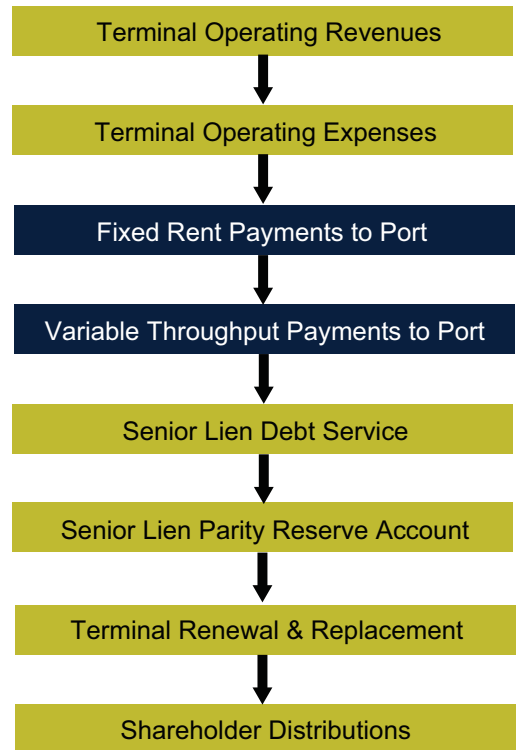 Terminal Operating Revenues
Terminal Operating Expenses
Fixed Rent Payments to Port
Variable Throughput Payments to Port
Senior Lien Debt Service
Senior Lien Parity Reserve Account
Terminal Renewal & Replacement
Shareholder Distributions